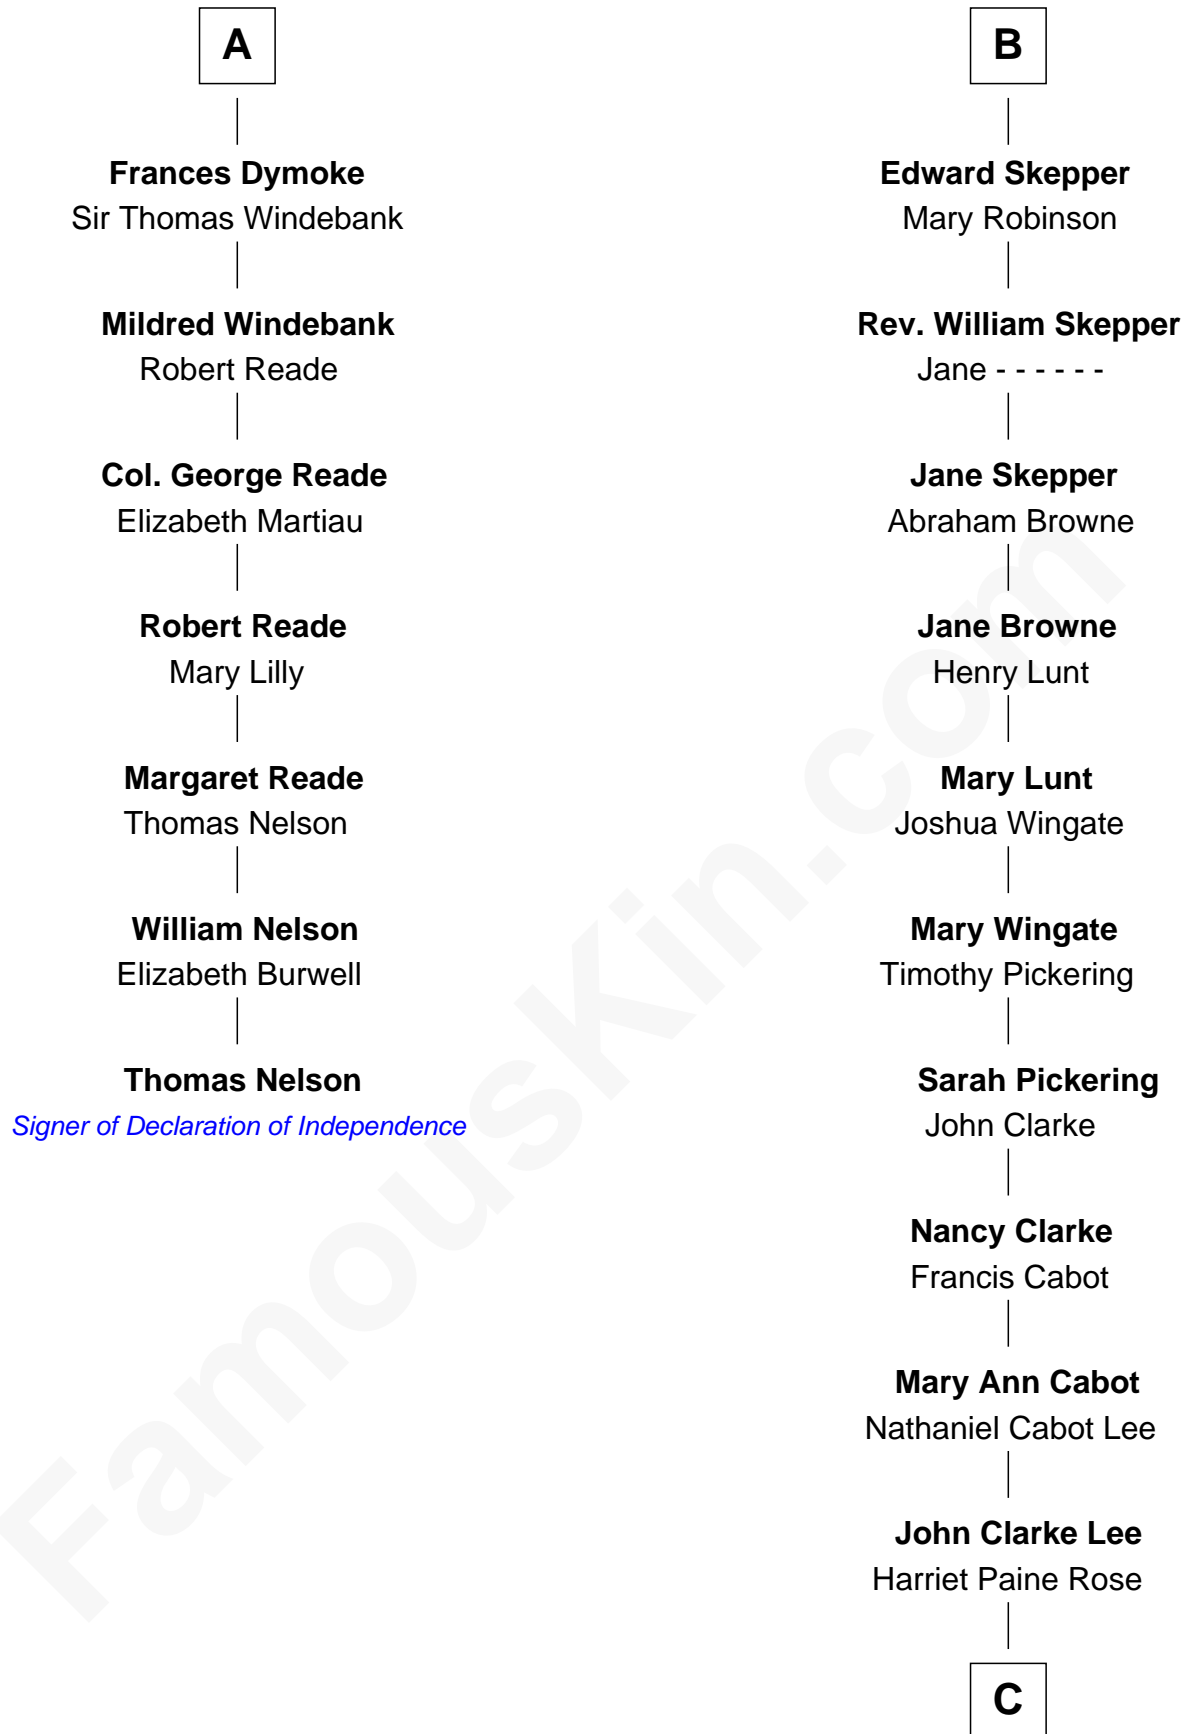 A
Frances Dymoke
Sir Thomas Windebank
Mildred Windebank
Robert Reade
Col. George Reade
Elizabeth Martiau
Robert Reade
Mary Lilly
Margaret Reade
Thomas Nelson
William Nelson
Elizabeth Burwell
Thomas Nelson
Signer of Declaration of Independence
B
Edward Skepper
Mary Robinson
Rev. William Skepper
Jane - - - - - -
Jane Skepper
Abraham Browne
Jane Browne
Henry Lunt
Mary Lunt
Joshua Wingate
Mary Wingate
Timothy Pickering
Sarah Pickering
John Clarke
Nancy Clarke
Francis Cabot
Mary Ann Cabot
Nathaniel Cabot Lee
John Clarke Lee
Harriet Paine Rose
C
FamousKin.com